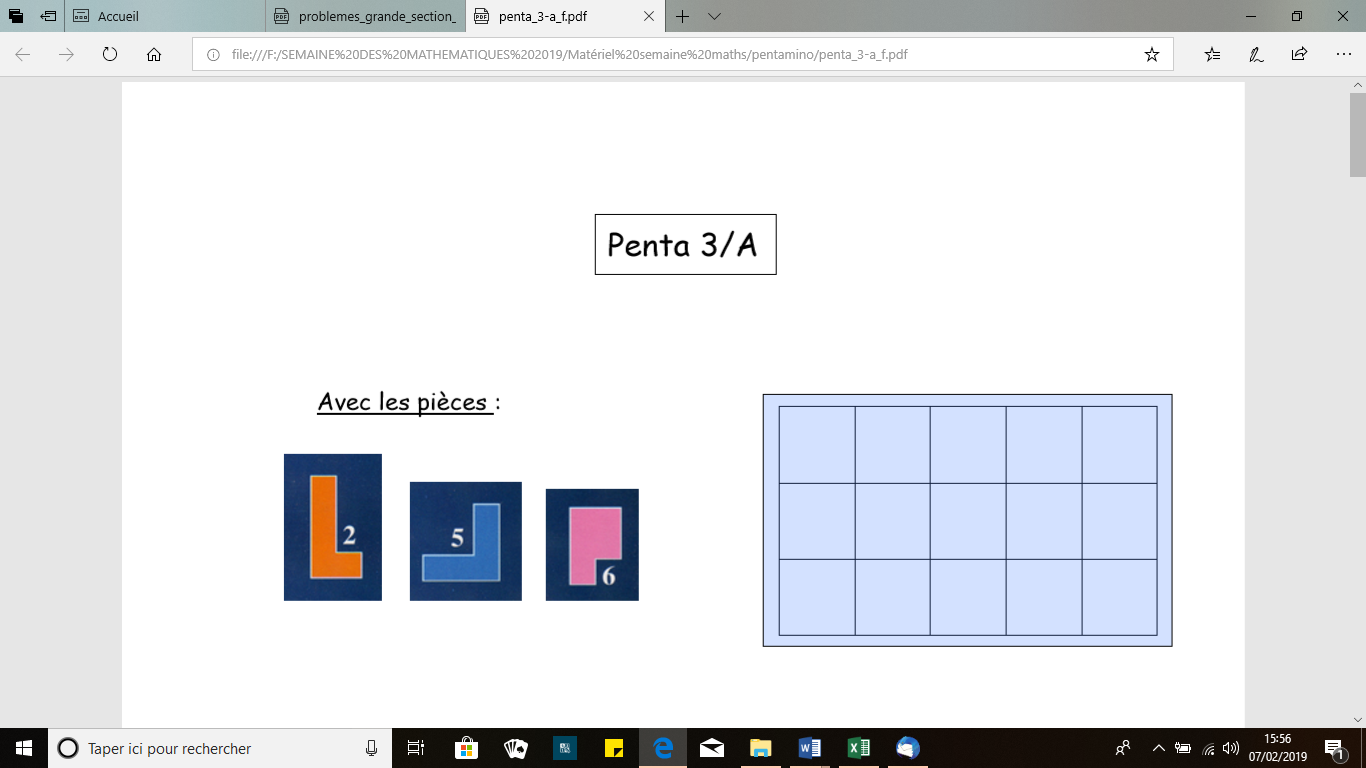 Accueil
problemes_grande_section_
penta_3-a_f.pdf
file:///F:/SEMAINE%20DES%20MATHEMATIQUES%202019/Matériel%20semaine%20maths/pentamino/penta_3-a_f.pdf
Penta 3/A
Avec les pièces :
2
5
6
Taper ici pour rechercher
15:56
07/02/2019
1